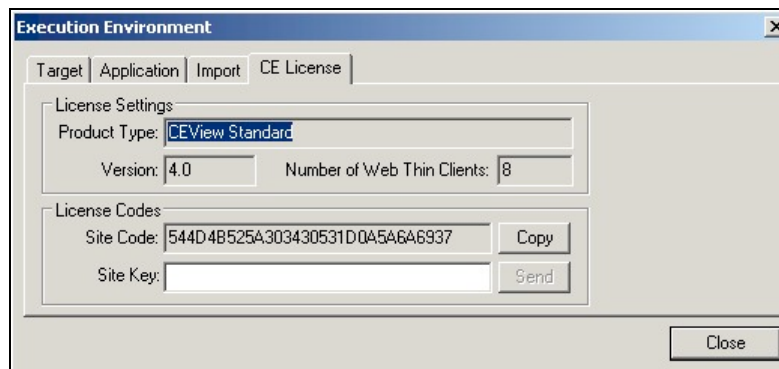 Execution Environment
Target Application Import CE License
License Settings
Product Type: CEView Standard
Version: 4.0 Number of Web Thin Clients: 8
License Codes
Site Code: 544D4B525A303430531D0A5A6A6937 Copy
Site Key: Send
Close